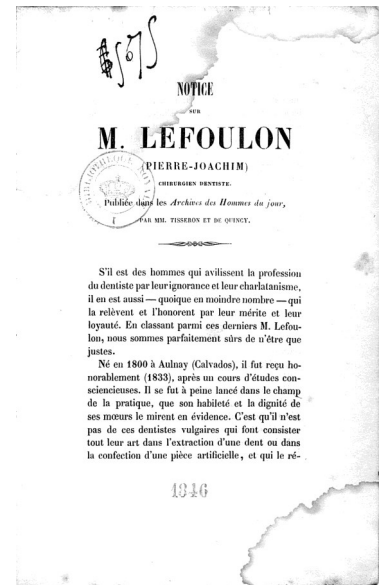 NOTICE
SUR
M. LEFOULON
(PIERRE-JOACHIM)
CHIRURGIEN DENTISTE.
Publiée dans les Archives des Hommes du jour,
PAR MM. TISSERON ET DE QUINCY.
S'il est des hommes qui avilissent la profession
du dentiste par leur ignorance et leur charlatanisme,
il en est aussi — quoique en moindre nombre — qui
la relèvent et l'honorent par leur mérite et leur
loyauté. En classant parmi ces derniers M. Lefou-
lon, nous sommes parfaitement sûrs de n'être que
justes.
Né en 1800 à Aulnay (Calvados), il fut reçu ho-
norablement (1833), après un cours d'études con-
sciencieuses. Il se fut à peine lancé dans le champ
de la pratique, que son habileté et la dignité de
ses mœurs le mirent en évidence. C'est qu'il n'est
pas de ces dentistes vulgaires qui font consister
tout leur art dans l'extraction d'une dent ou dans
la confection d'une pièce artificielle, et qui le ré-
1846